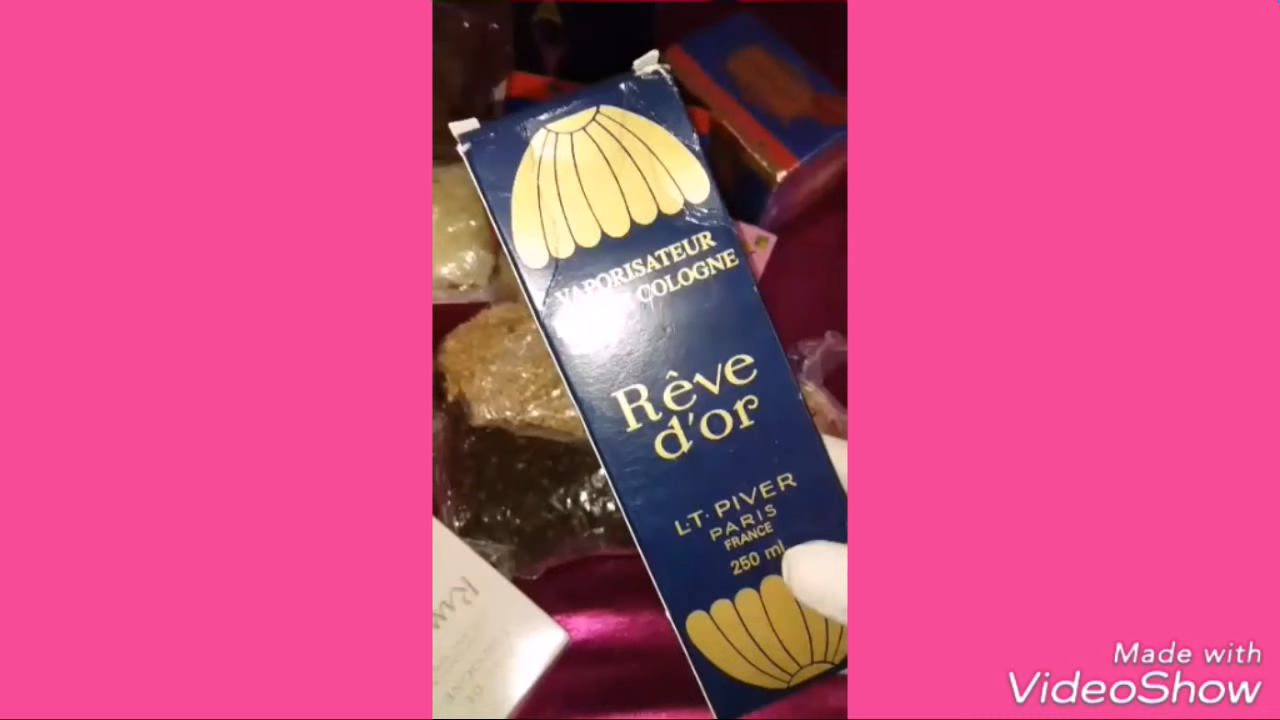 VAPORISATEUR
COLOGNE
Rêve
d'or
L.T. PIVER
PARIS
FRANCE
250 ml
Made with
VideoShow